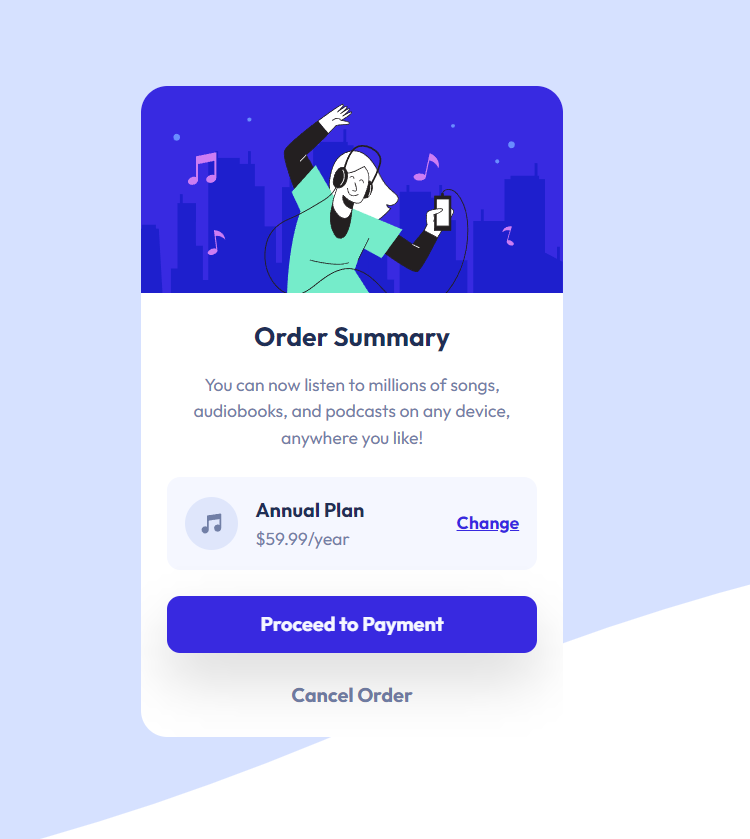 Order Summary
You can now listen to millions of songs,
audiobooks, and podcasts on any device,
anywhere you like!
Annual Plan
$59.99/year
Change
Proceed to Payment
Cancel Order